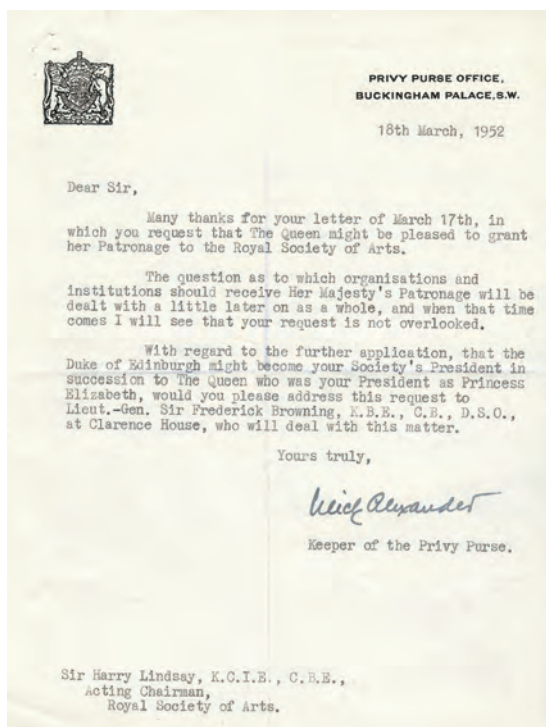 PRIVY PURSE OFFICE,
BUCKINGHAM PALACE,S.W.
18th March, 1952
Dear Sir,
Many thanks for your letter of March 17th, in
which you request that The Queen might be pleased to grant
her Patronage to the Royal Society of Arts.
The question as to which organisations and
institutions should receive Her Majesty's Patronage will be
dealt with a little later on as a whole, and when that time
comes I will see that your request is not overlooked.
With regard to the further application, that the
Duke of Edinburgh might become your Society's President in
succession to The Queen who was your President as Princess
Elizabeth, would you please address this request to
Lieut.-Gen. Sir Frederick Browning, K.B.E., C.B., D.S.O.,
at Clarence House, who will deal with this matter.
Yours truly,
Alexander
Keeper of the Privy Purse.
Sir Harry Lindsay, K.C.I.E., C.B.E.,
Acting Chairman,
Royal Society of Arts.